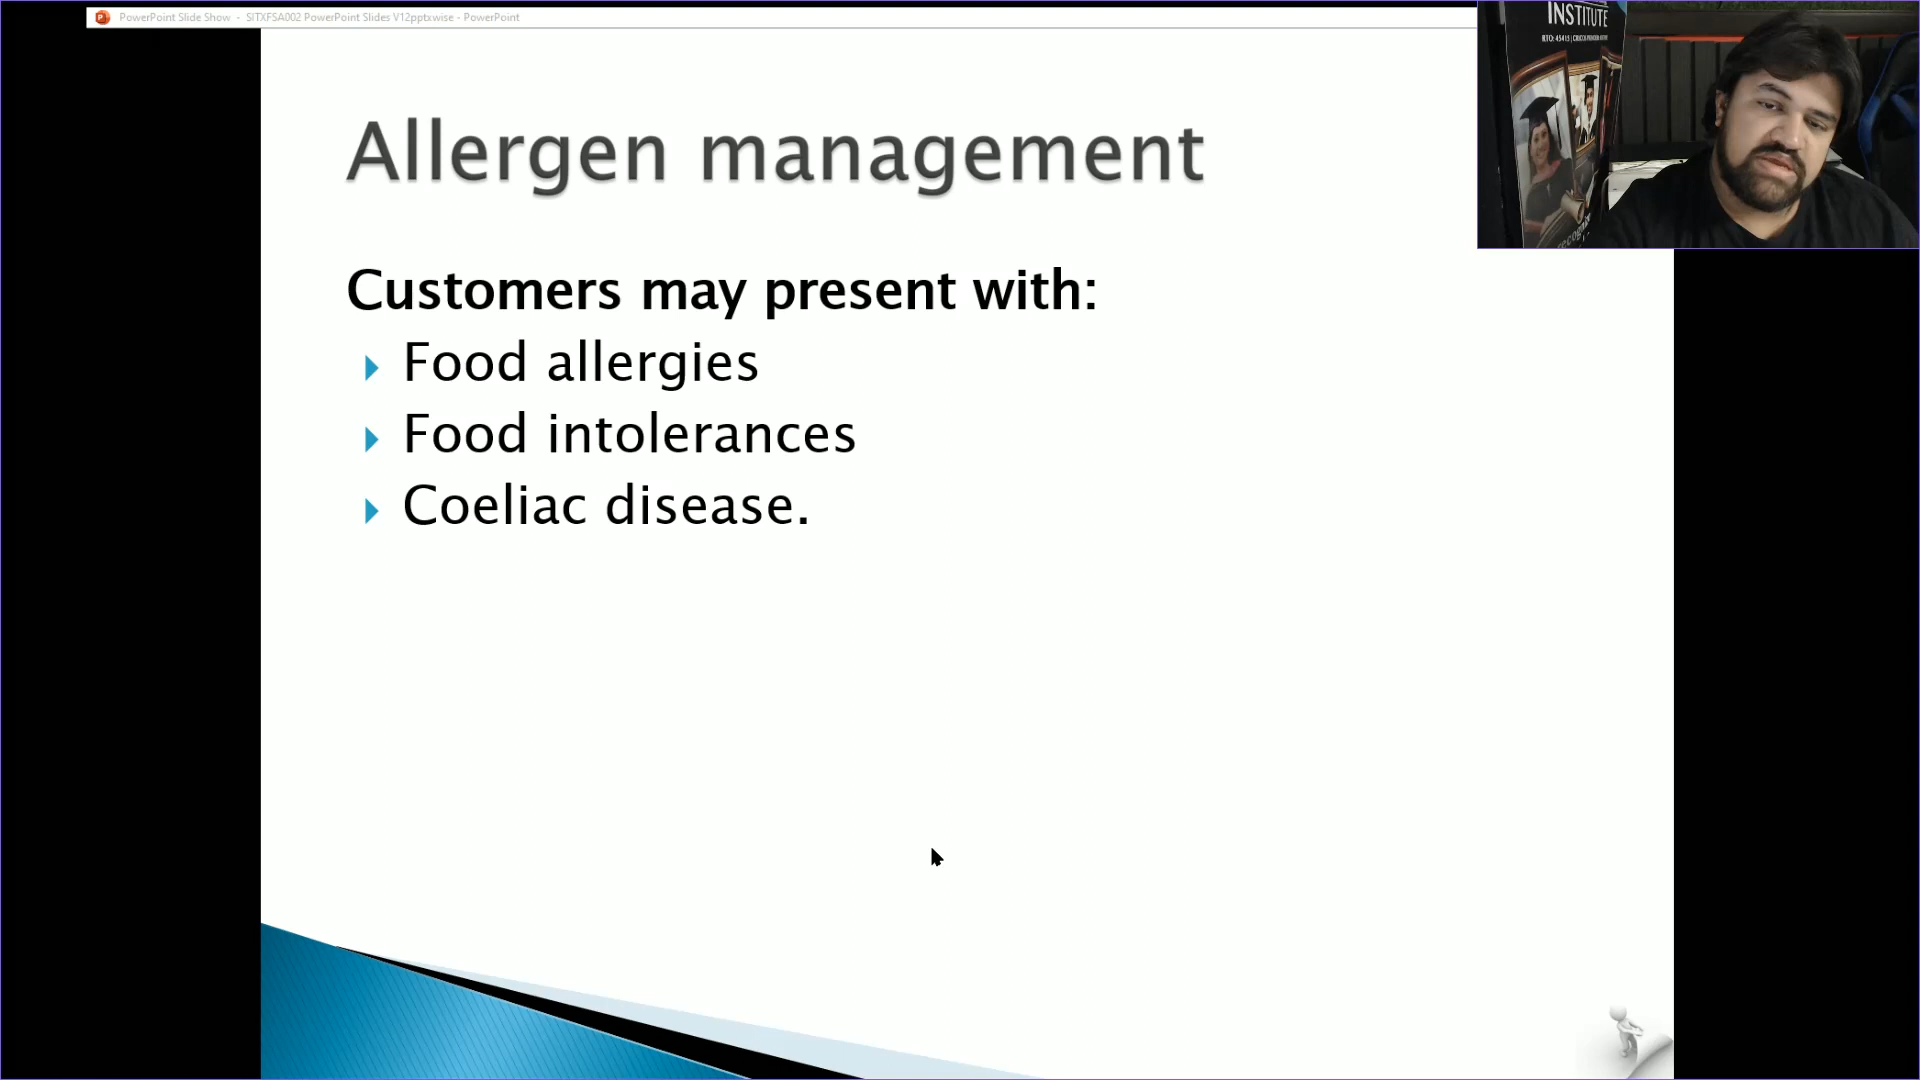 PowerPoint Slide Show - SITXFSA002 PowerPoint Slides V12pptxwise - PowerPoint
INSTITUTE
Allergen management
Customers may present with:
Food allergies
Food intolerances
Coeliac disease.